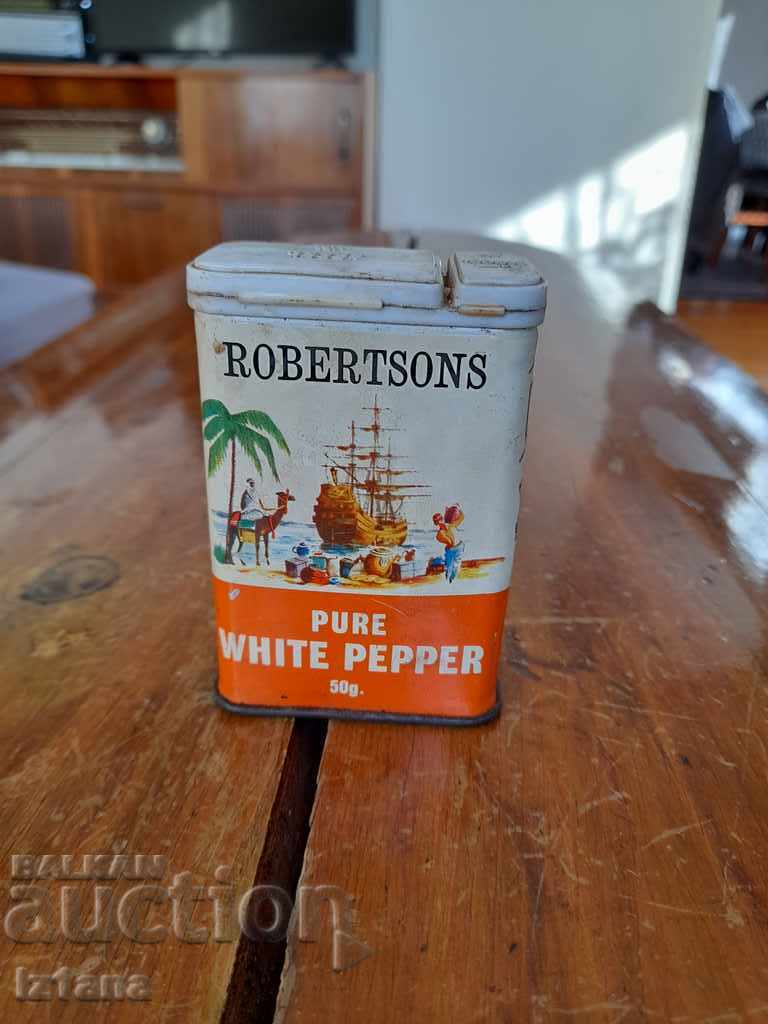 ROBERTSONS
PURE
WHITE PEPPER
50g.
BALKAN
auction
iztana